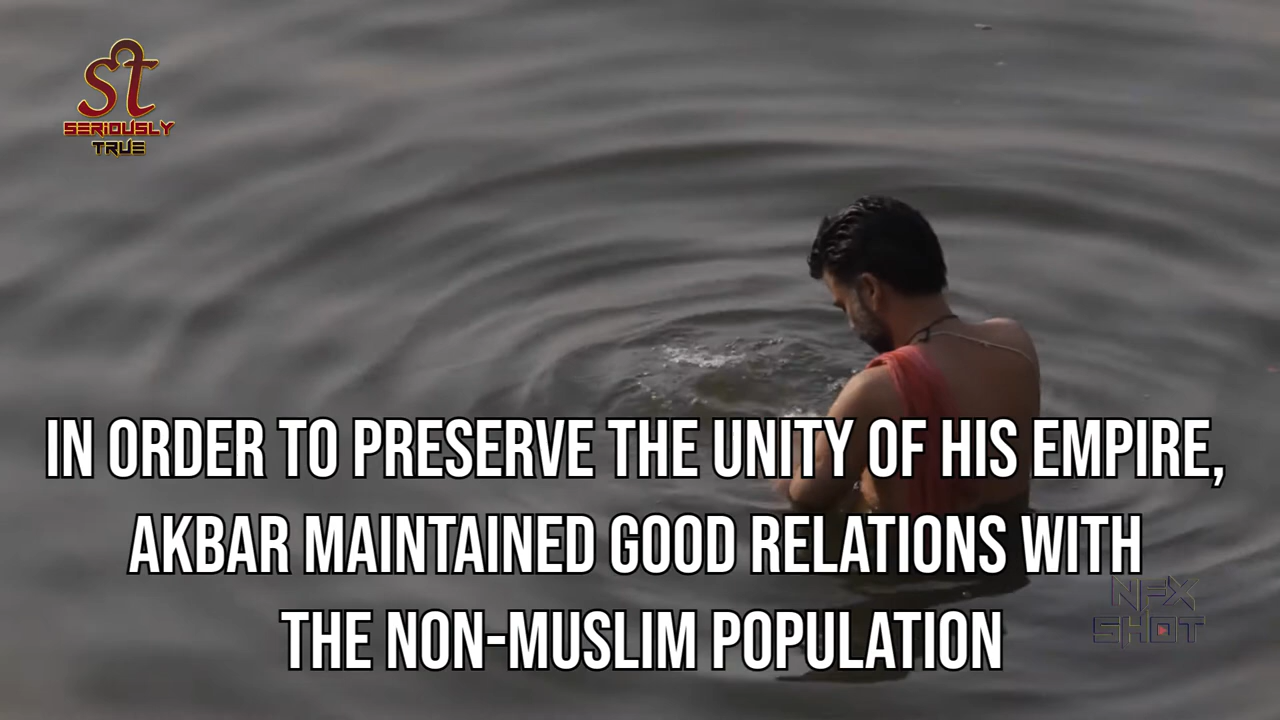 st
SERIOUSLY
TRUE
IN ORDER TO PRESERVE THE UNITY OF HIS EMPIRE,
AKBAR MAINTAINED GOOD RELATIONS WITH
THE NON-MUSLIM POPULATION
NFX
SHOT